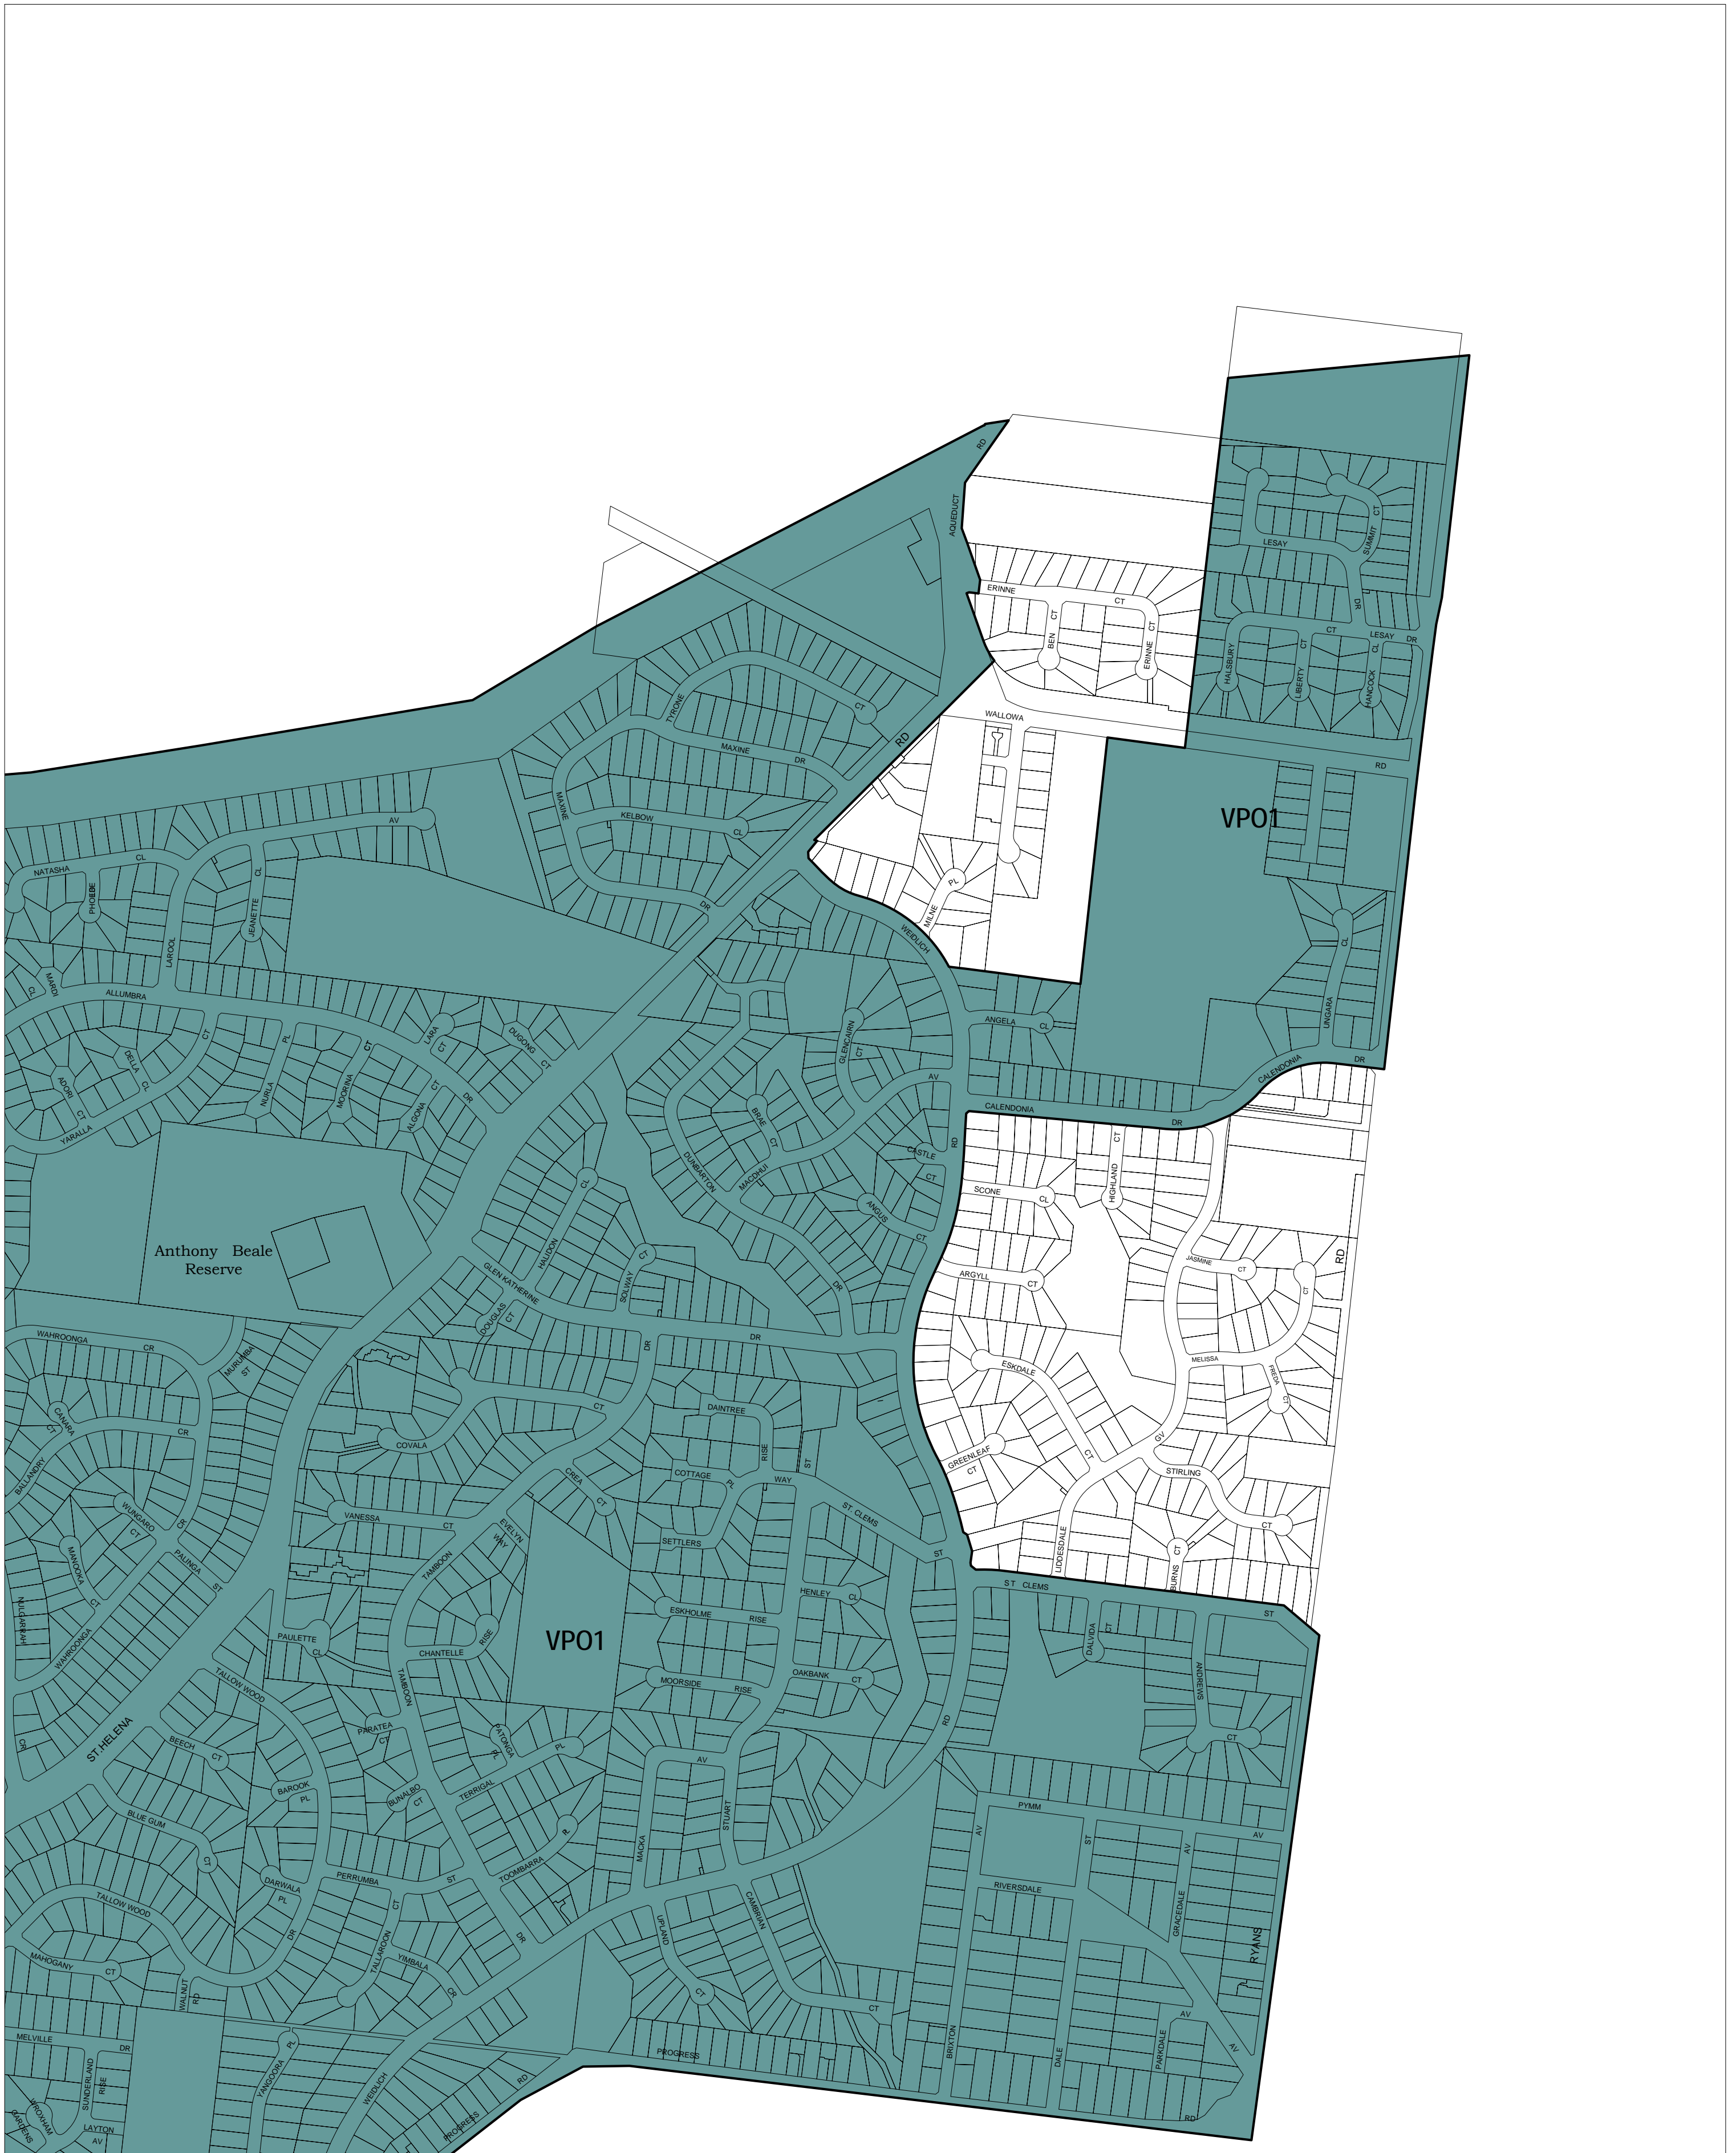 RD
AQUEDUCT
LESAY
SUMMIT
CT
ERINNE
CT
BEN
CT
ERINNE
CT
DR
CT
LESAY
DR
HALSBURY
LIBERTY
CT
HANCOCK
CL
TYRONE
CT
WALLOWA
RD
MAXINE
DR
RD
MAXINE
KELBOW
CL
VPO1
AV
NATASHA
CL
CL
JEANETTE
LAROOL
DR
PL
MILNE
WEIDLICH
CL
UNGARA
MARDI
CL
ALLUMBRA
CT
PL
LARA
CT
DUGONG
CT
ANGELA
CL
GLENCAIRN
CT
DELLA
CL
ADORI
CT
NURLA
CT
MOORINA
CT
ALGONA
DR
YARALLA
AV
CALENDONIA
DR
CALENDONIA
DR
BRAE
CT
RD
CASTLE
CT
DUNBARTON
MACDHUI
ANGUS
CT
CT
HIGHLAND
SCONE
CL
CL
HAUDON
Anthony Beale
Reserve
CT
SOLWAY
GLEN KATHERINE
DOUGLAS
CT
DR
DR
DR
ARGYLL
CT
JASMINE
CT
RD
CT
WAHROONGA
CR
MURUMBA
ST
ESKDALE
CT
MELISSA
FREDA
CT
CANARA
CT
CR
BALLANDRY
CT
COVALA
DAINTREE
RISE
ST
GREENLEAF
CT
GV
STIRLING
CT
WUNGARO
CT
CR
VANESSA
CT
CREA
CT
COTTAGE
PL
WAY
ST. CLEMS
ST
EVELYN
WAY
SETTLERS
MANOOKA
CT
PALINGA
ST
TAMBOON
LIDDESDALE
BURNS
CT
HENLEY
CL
ST CLEMS
ST
NULGARRAH
WAHROONGA
CR
PAULETTE
CL
CHANTELLE
RISE
VPO1
ESKHOLME
RISE
DALVIDA
CT
ANDREWS
CT
TALLOW WOOD
TAMBOON
MOORSIDE
RISE
OAKBANK
CT
RD
ST.HELENA
BEECH
CT
PARATEA
CT
PATONGA
PL
PL
TERRIGAL
BAROOK
PL
BUNALBO
CT
AV
STUART
MACKA
BLUE GUM
CT
TOOMBARRA
PL
PYMM
AV
AV
ST
AV
DARWALA
PL
PERRUMBA
ST
CT
TALLAROON
YIMBALA
CR
DR
DR
TALLOW WOOD
UPLAND
CT
CAMBRIAN
CT
RIVERSDALE
GRACEDALE
RYANS
MAHOGANY
CT
WALNUT
RD
AV
PARKDALE
AV
BRIXTON
DALE
RD
MELVILLE
DR
SUNDERLAND
RISE
YANGOORA
PL
WEIDLICH
PROGRESS
PROGRESS
RD
WROXHAM
GARDENS
LAYTON
AV